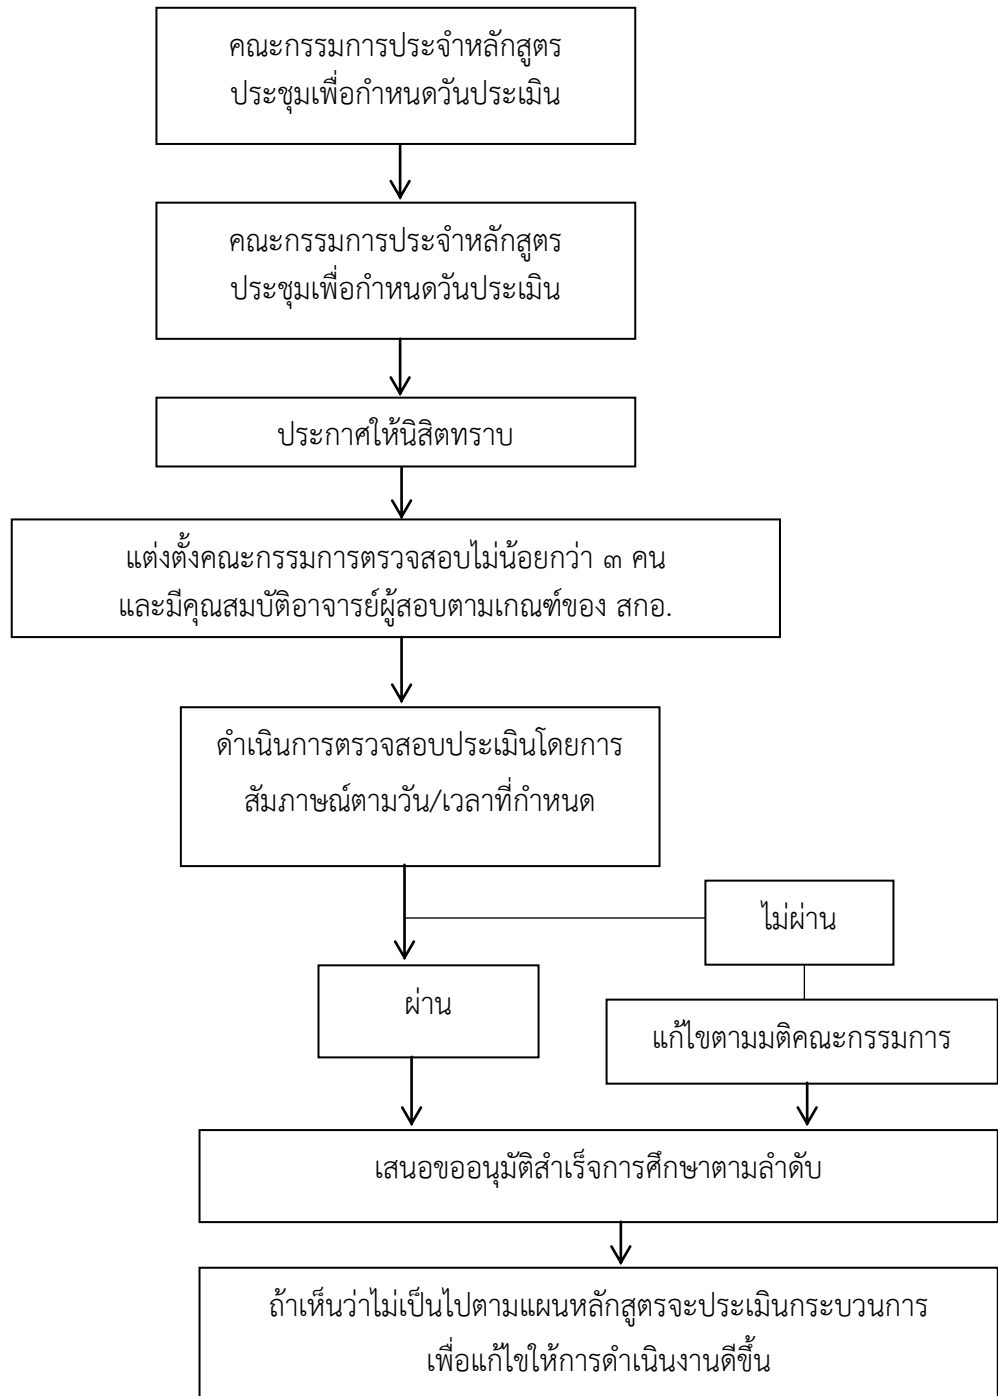 คณะกรรมการประจำหลักสูตร
ประชุมเพื่อกำหนดวันประเมิน
คณะกรรมการประจำหลักสูตร
ประชุมเพื่อกำหนดวันประเมิน
ประกาศให้นิสิตทราบ
แต่งตั้งคณะกรรมการตรวจสอบไม่น้อยกว่า ๓ คน
และมีคุณสมบัติอาจารย์ผู้สอบตามเกณฑ์ของ สกอ.
ดำเนินการตรวจสอบประเมินโดยการ
สัมภาษณ์ตามวัน/เวลาที่กำหนด
ไม่ผ่าน
ผ่าน
แก้ไขตามมติคณะกรรมการ
เสนอขออนุมัติสำเร็จการศึกษาตามลำดับ
ถ้าเห็นว่าไม่เป็นไปตามแผนหลักสูตรจะประเมินกระบวนการ
เพื่อแก้ไขให้การดำเนินงานดีขึ้น